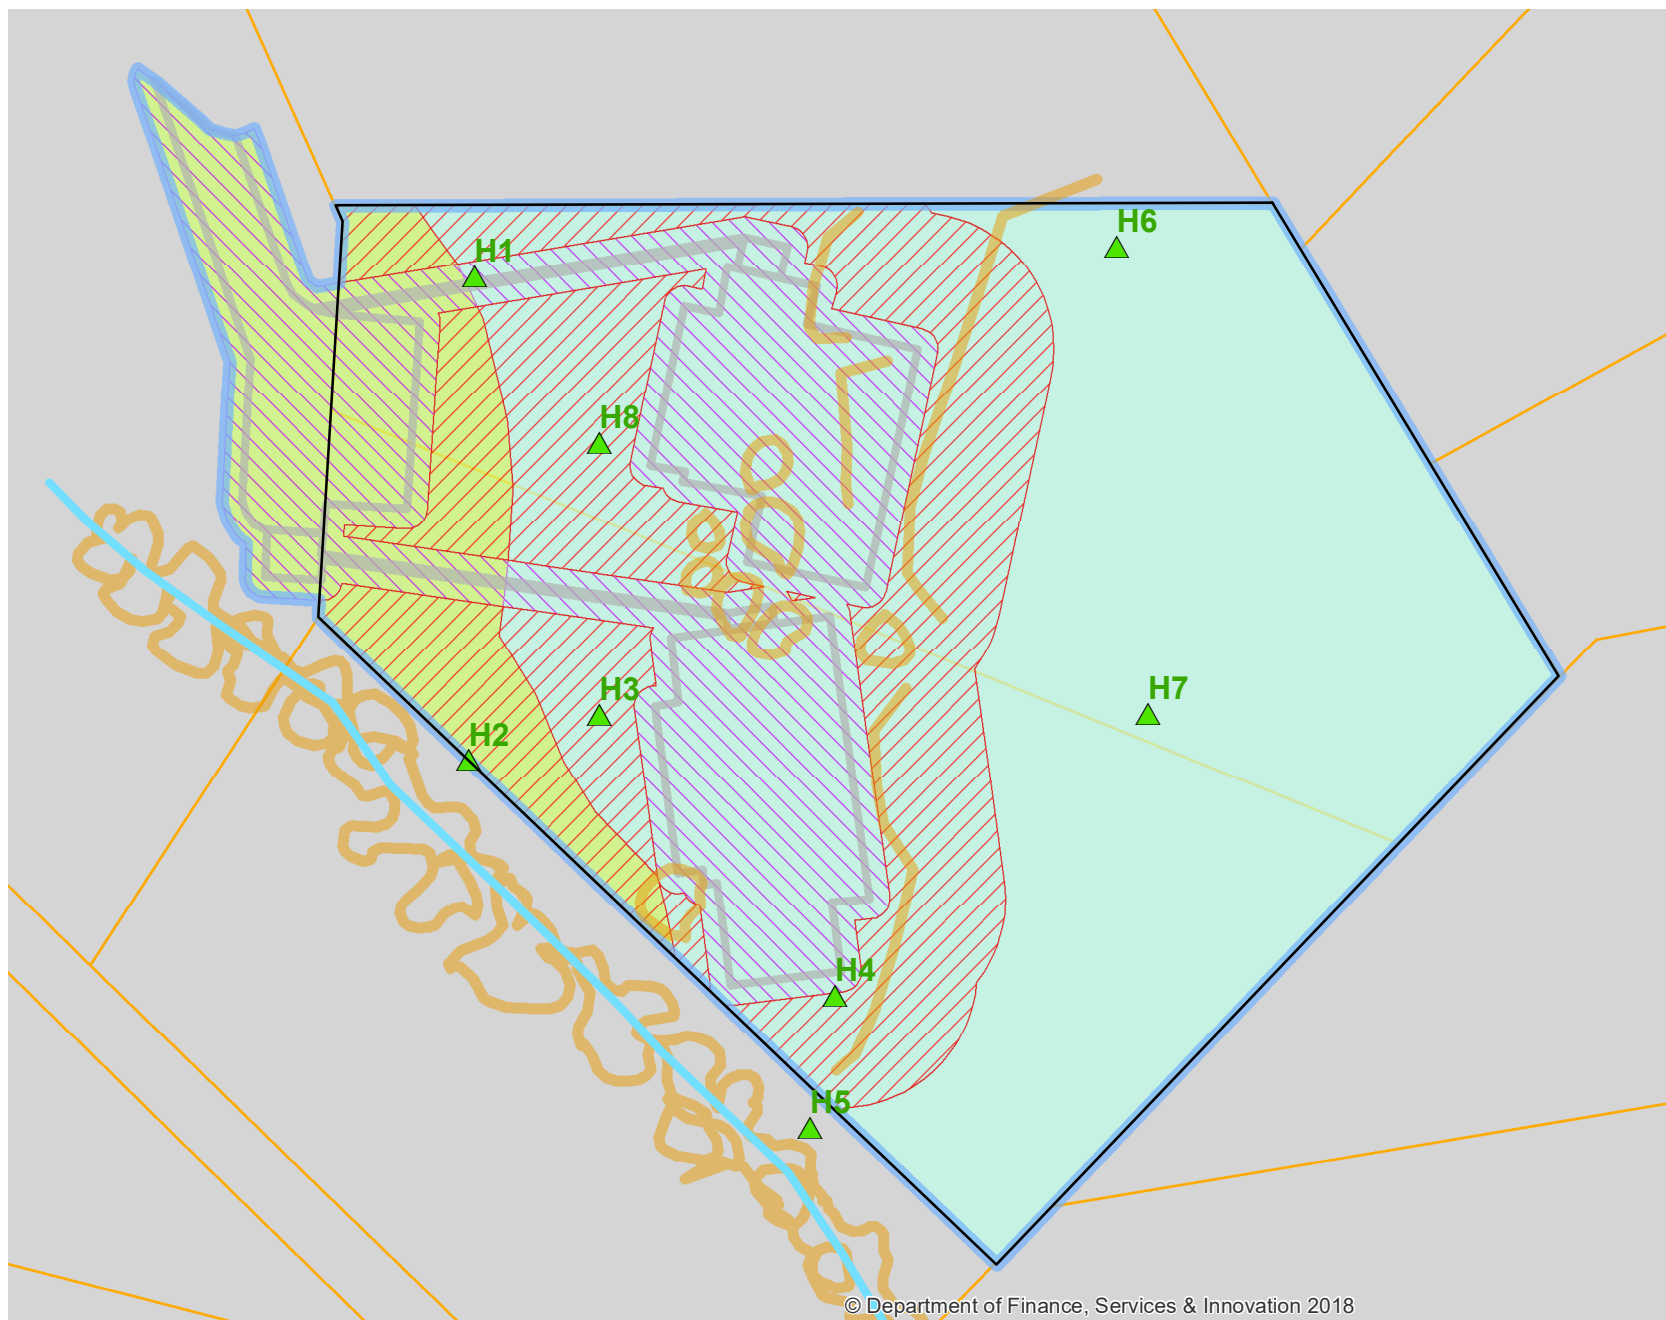 H6
H1
H8
H7
H3
H2
H4
H5
© Department of Finance, Services & Innovation 2018